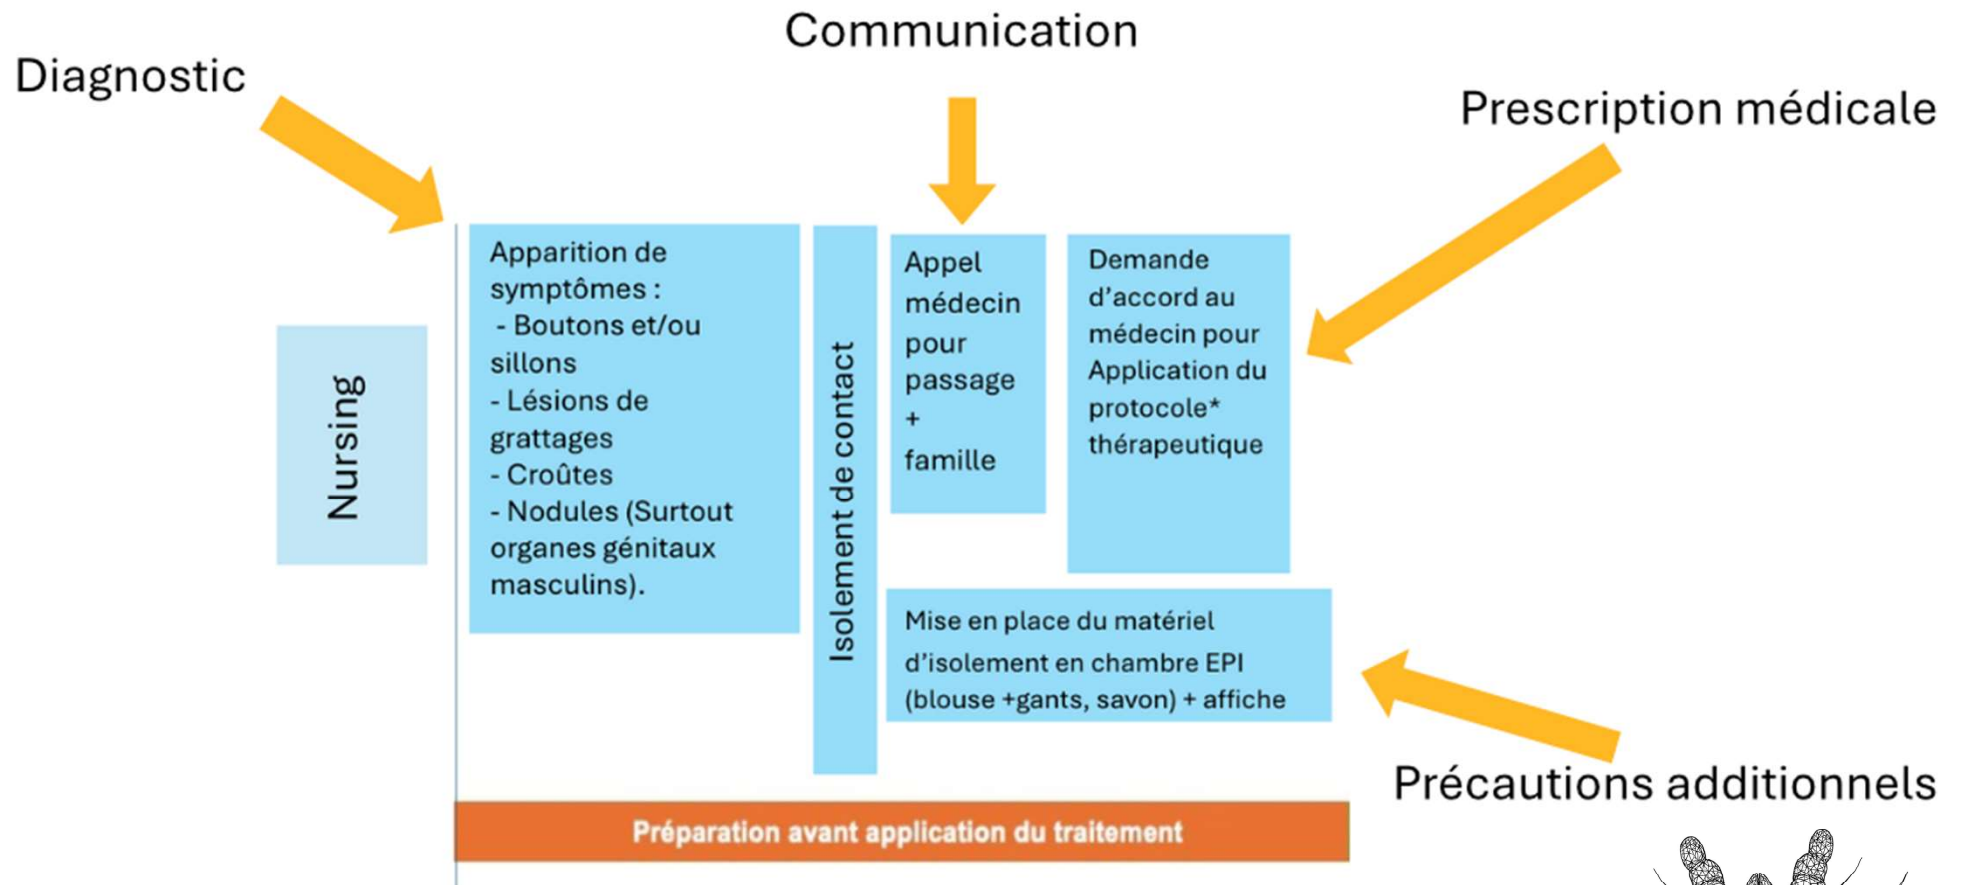 Communication
Diagnostic
Prescription médicale
Nursing
Apparition de
symptômes :
- Boutons et/ou
sillons
- Lésions de
grattages
- Croûtes
- Nodules (Surtout
organes génitaux
masculins).
Isolement de contact
Appel
médecin
pour
passage
+
famille
Demande
d'accord au
médecin pour
Application du
protocole*
thérapeutique
Mise en place du matériel
d'isolement en chambre EPI
(blouse +gants, savon) + affiche
Précautions additionnels
Préparation avant application du traitement